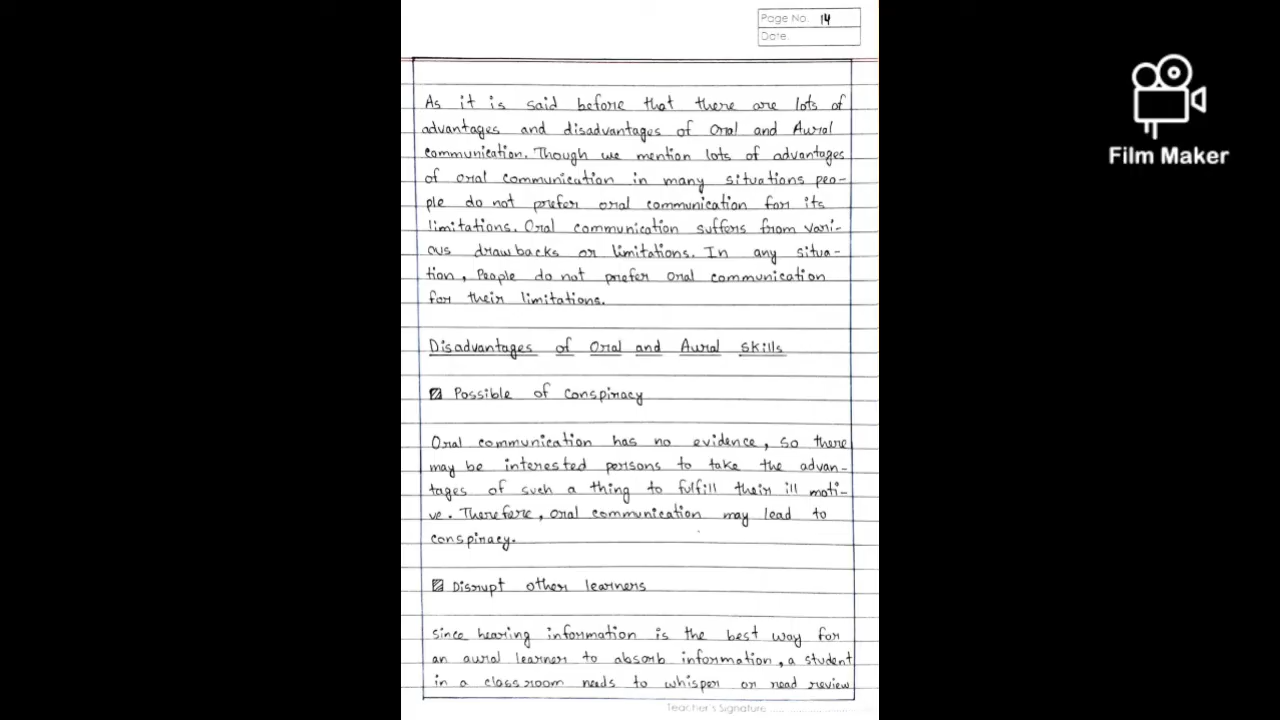 Page No. 14
Date.
As it is said before that there are lots of
advantages and disadvantages of Oral and Aural
communication. Though we mention lots of advantages
of oral communication in many situations peo-
ple do not prefer oral communication for its
limitations. Oral communication suffers from vari-
ous drawbacks or limitations. In any situa-
tion, People do not prefer oral communication
for their limitations.
Disadvantages of Oral and Aural skills
Possible of conspiracy
Oral communication has no evidence, so there
may be interested persons to take the advan-
tages of such a thing to fulfill their ill moti-
ve. Therefore, oral communication may lead to
conspiracy.
Disrupt other learners
since hearing information is the best way for
an aural learner to absorb information, a student
in a classroom needs to whisper or read review
Teacher's Signature
Film Maker